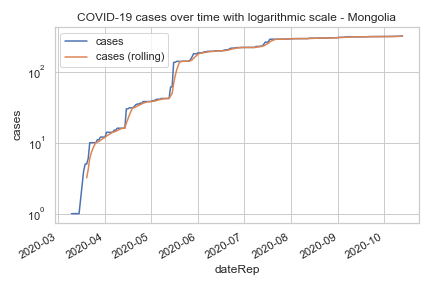 COVID-19 cases over time with logarithmic scale - Mongolia
cases
cases (rolling)
cases
10²
10¹
10⁰
2020-03
2020-04
2020-05
2020-06
2020-07
2020-08
2020-09
2020-10
dateRep